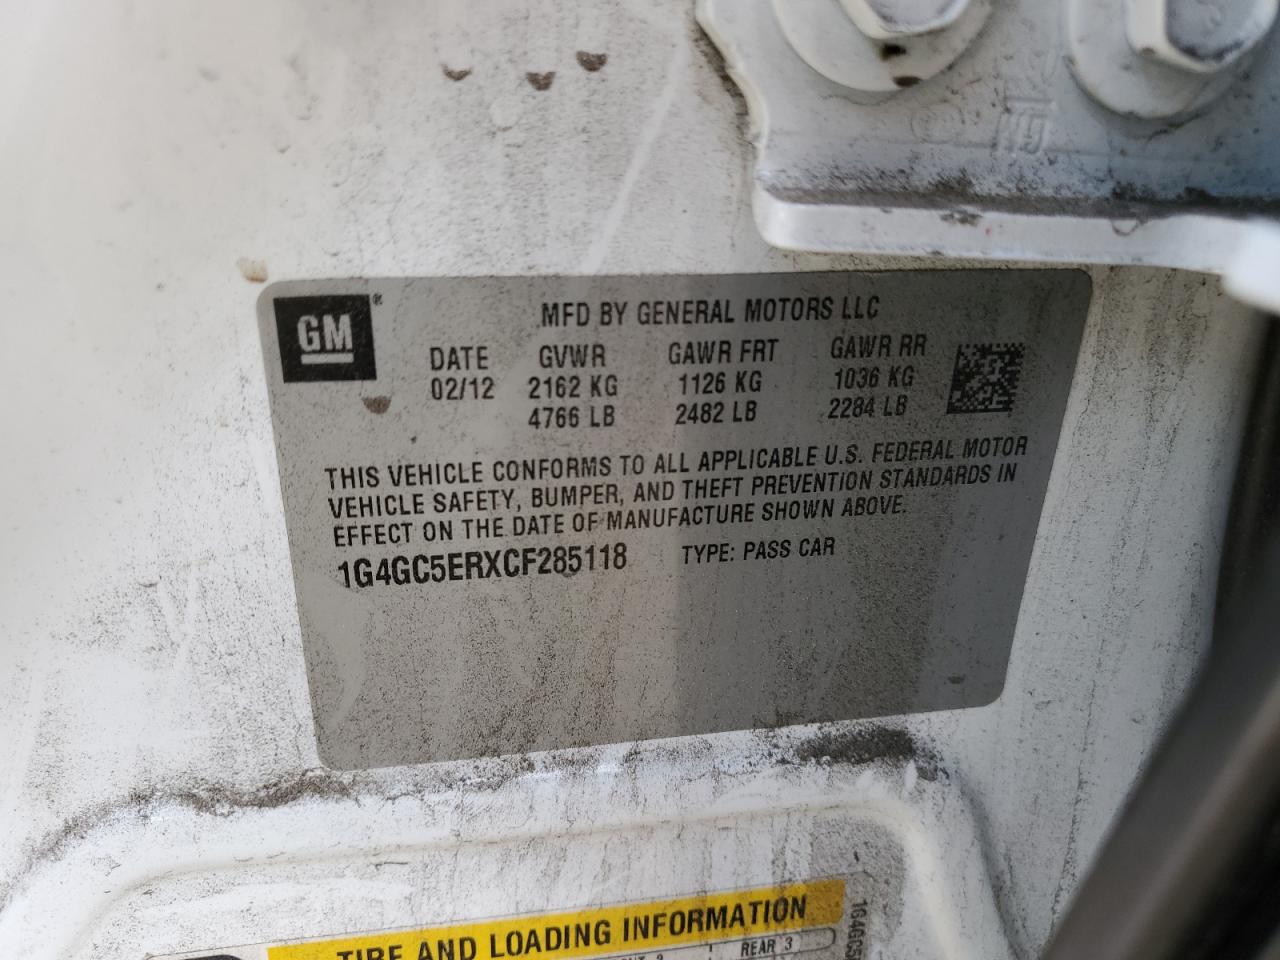 GM®
MFD BY GENERAL MOTORS LLC
DATE GVWR GAWR FRT GAWR RR
02/12 2162 KG 1126 KG 1036 KG
4766 LB 2482 LB 2284 LB
THIS VEHICLE CONFORMS TO ALL APPLICABLE U.S. FEDERAL MOTOR
VEHICLE SAFETY, BUMPER, AND THEFT PREVENTION STANDARDS IN
EFFECT ON THE DATE OF MANUFACTURE SHOWN ABOVE.
1G4GC5ERXCF285118 TYPE: PASS CAR
TIRE AND LOADING INFORMATION
REAR 3